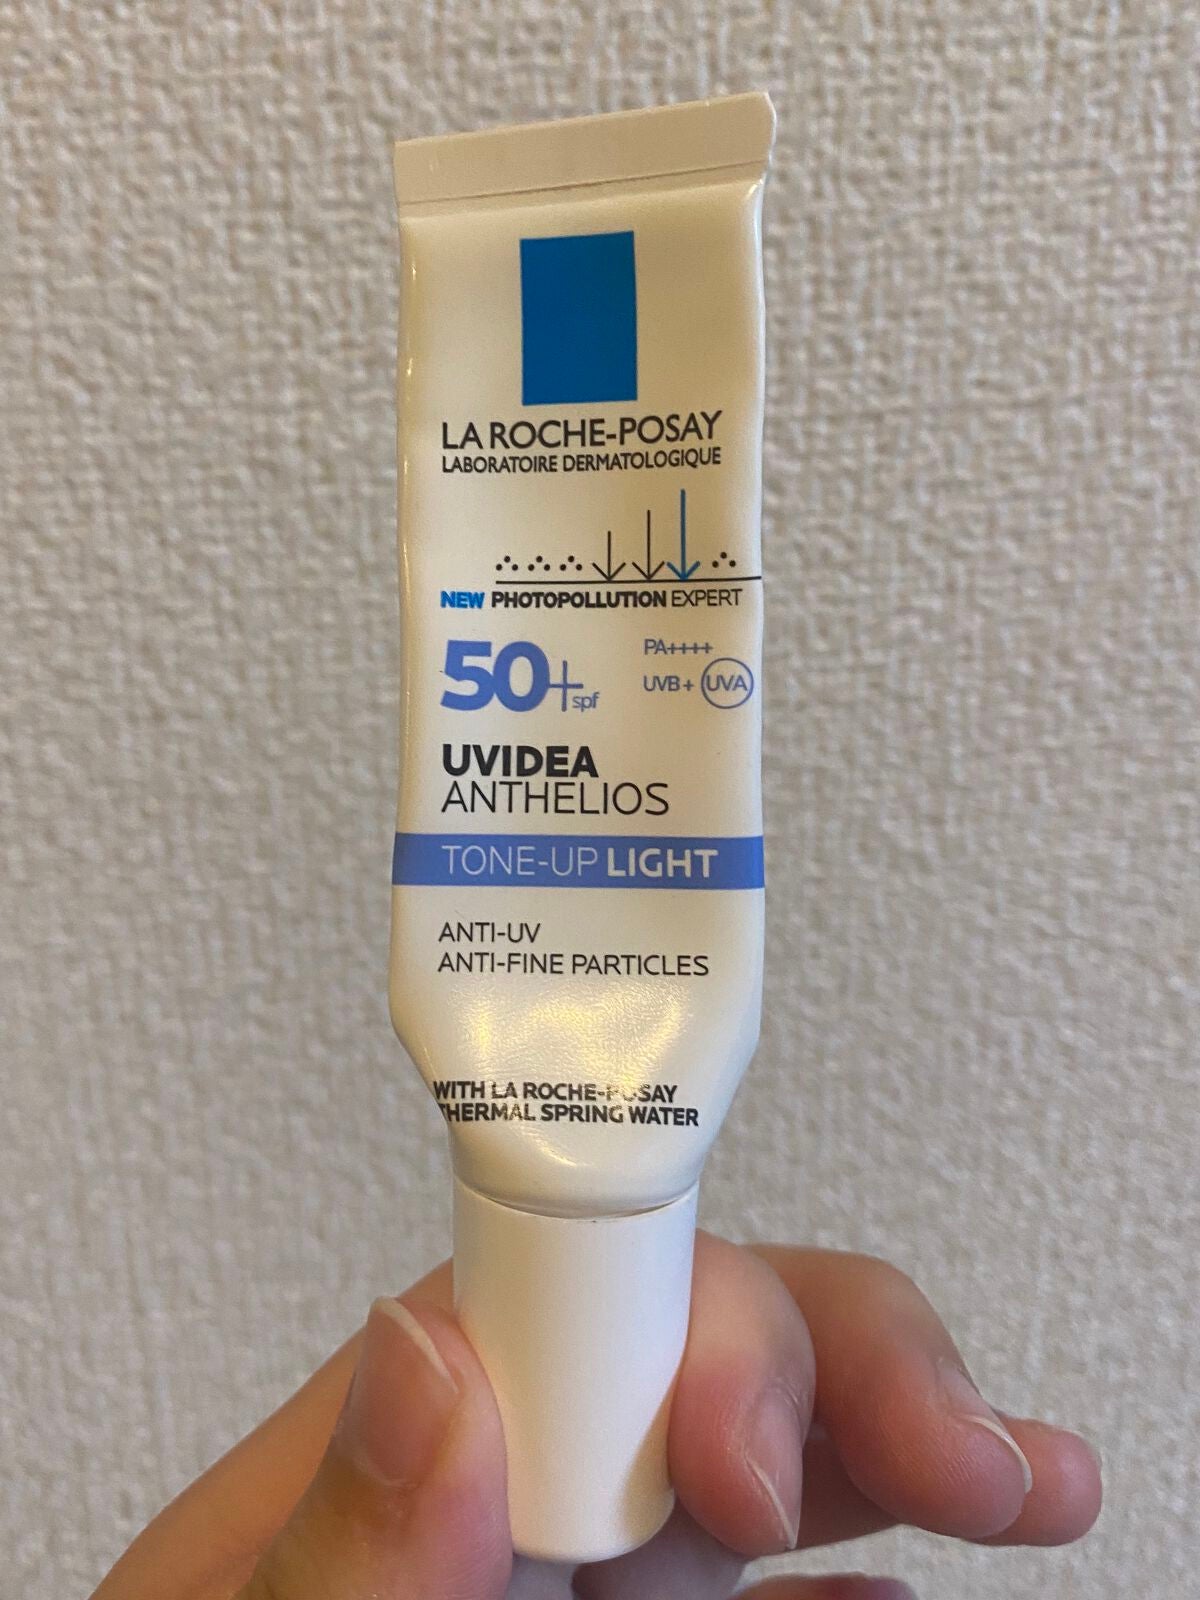 LA ROCHE-POSAY
LABORATOIRE DERMATOLOGIQUE
NEW PHOTOPOLLUTION EXPERT
50+ spf
PA++++
UVB + UVA
UVIDEA
ANTHELIOS
TONE-UP LIGHT
ANTI-UV
ANTI-FINE PARTICLES
WITH LA ROCHE-POSAY
THERMAL SPRING WATER